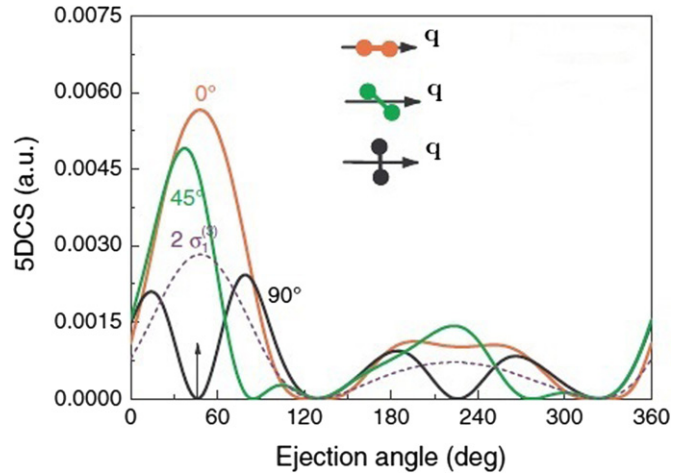 0.0075
0.0060
0.0045
0.0030
0.0015
0.0000
5DCS (a.u.)
q
q
q
0°
45°
2 σ₁⁽³⁾
90°
0 60 120 180 240 300 360
Ejection angle (deg)